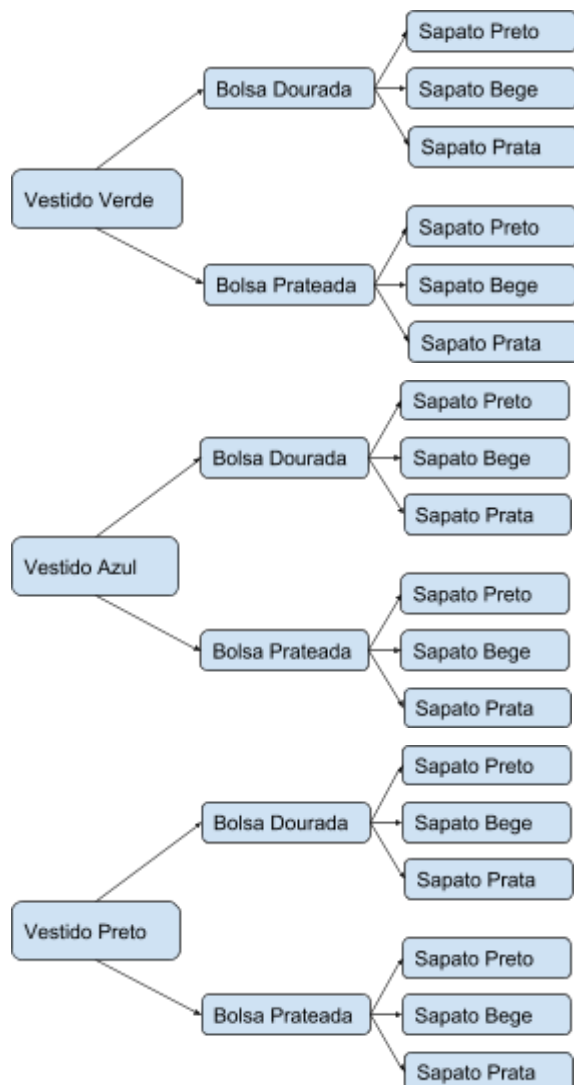 Sapato Preto
Bolsa Dourada
Sapato Bege
Sapato Prata
Vestido Verde
Sapato Preto
Bolsa Prateada
Sapato Bege
Sapato Prata
Sapato Preto
Bolsa Dourada
Sapato Bege
Sapato Prata
Vestido Azul
Sapato Preto
Bolsa Prateada
Sapato Bege
Sapato Prata
Sapato Preto
Bolsa Dourada
Sapato Bege
Sapato Prata
Vestido Preto
Sapato Preto
Bolsa Prateada
Sapato Bege
Sapato Prata